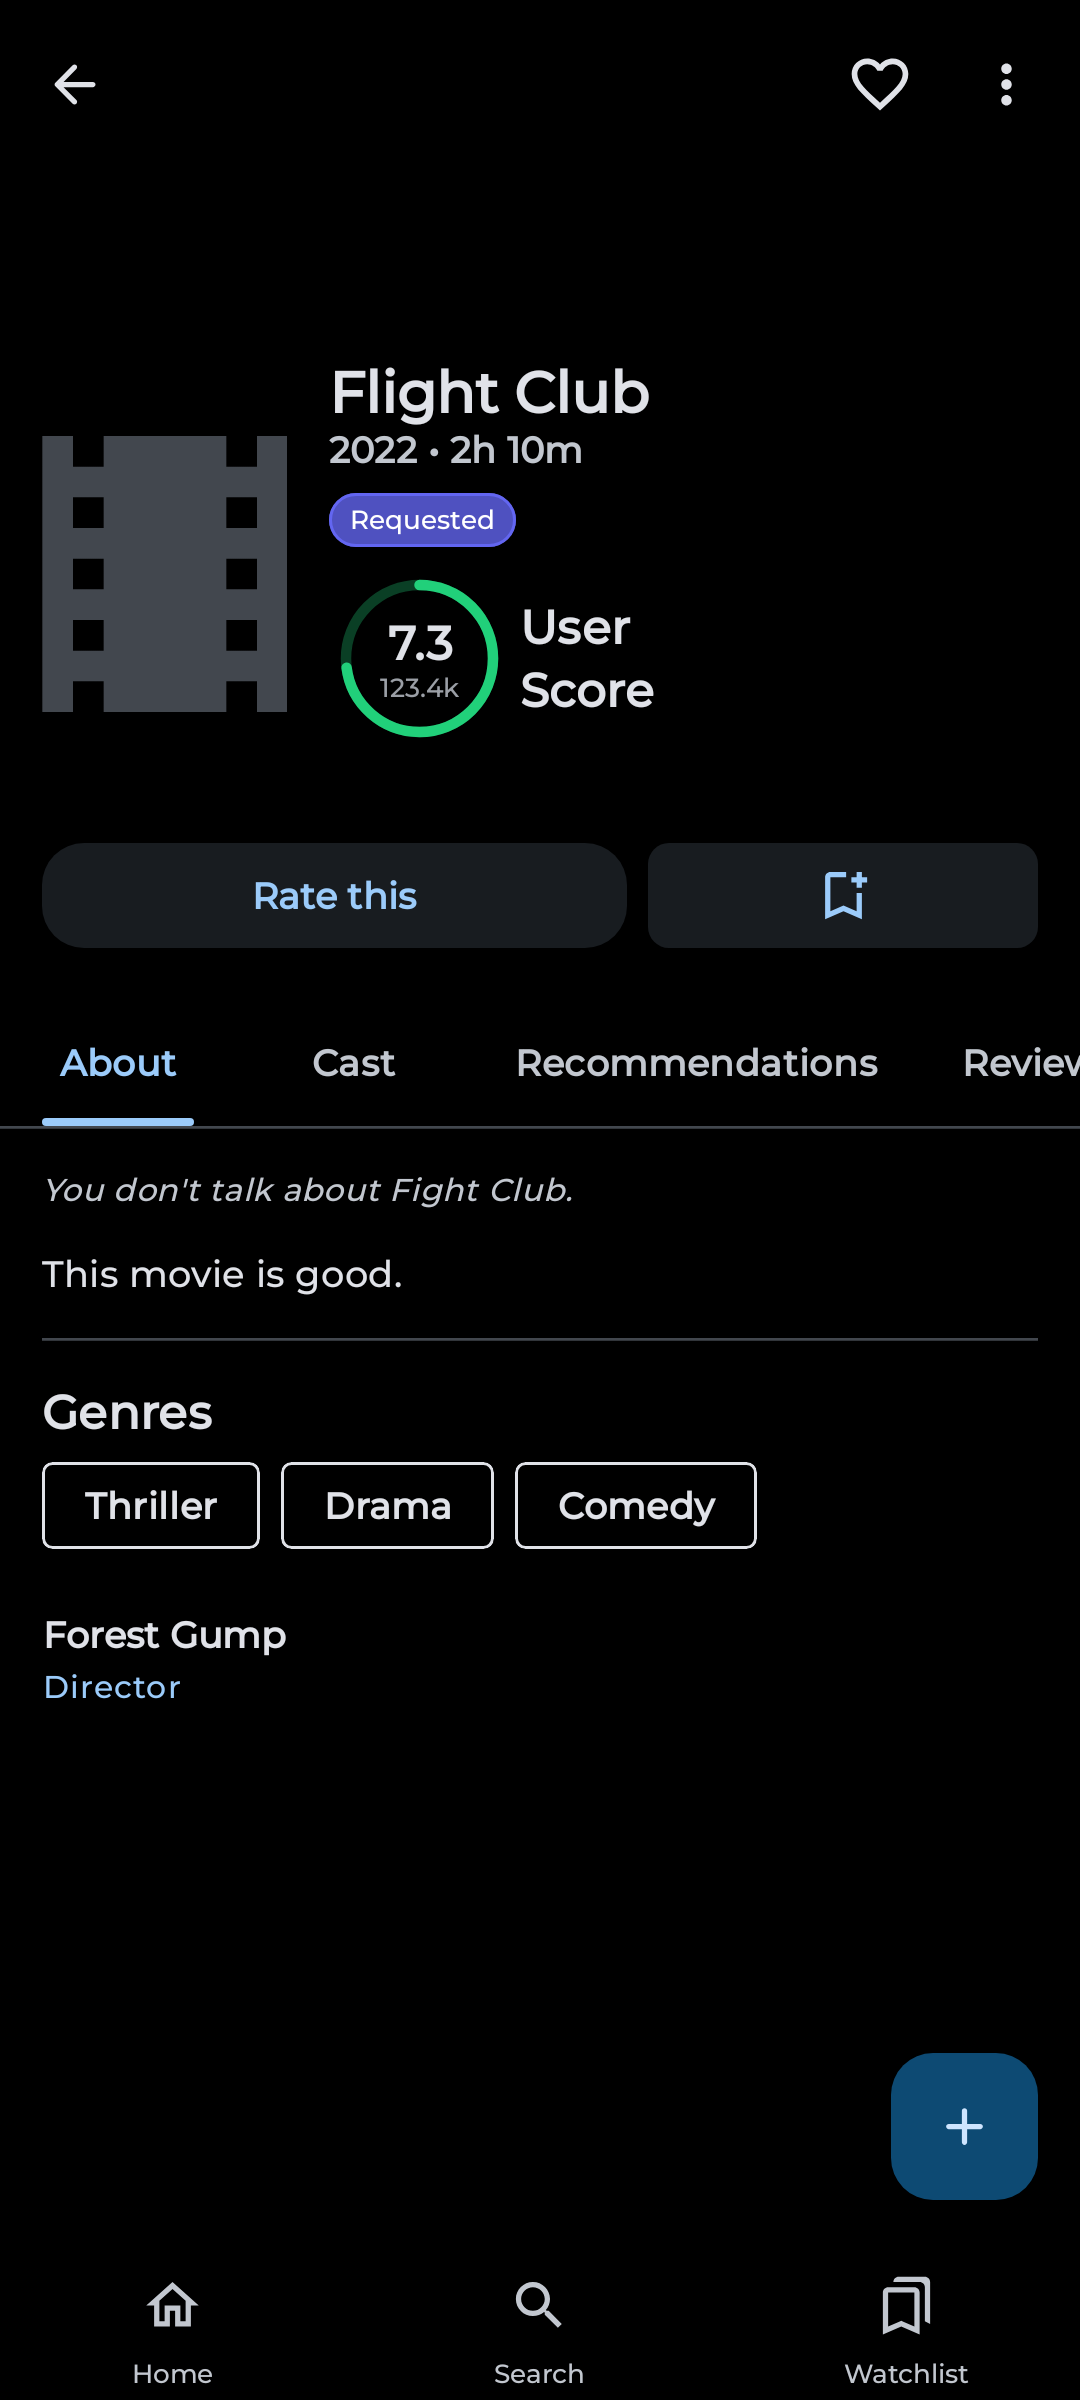 Flight Club
2022 • 2h 10m
Requested
7.3
123.4k
User
Score
Rate this
About Cast Recommendations Review
You don't talk about Fight Club.
This movie is good.
Genres
Thriller Drama Comedy
Forest Gump
Director
Home Search Watchlist